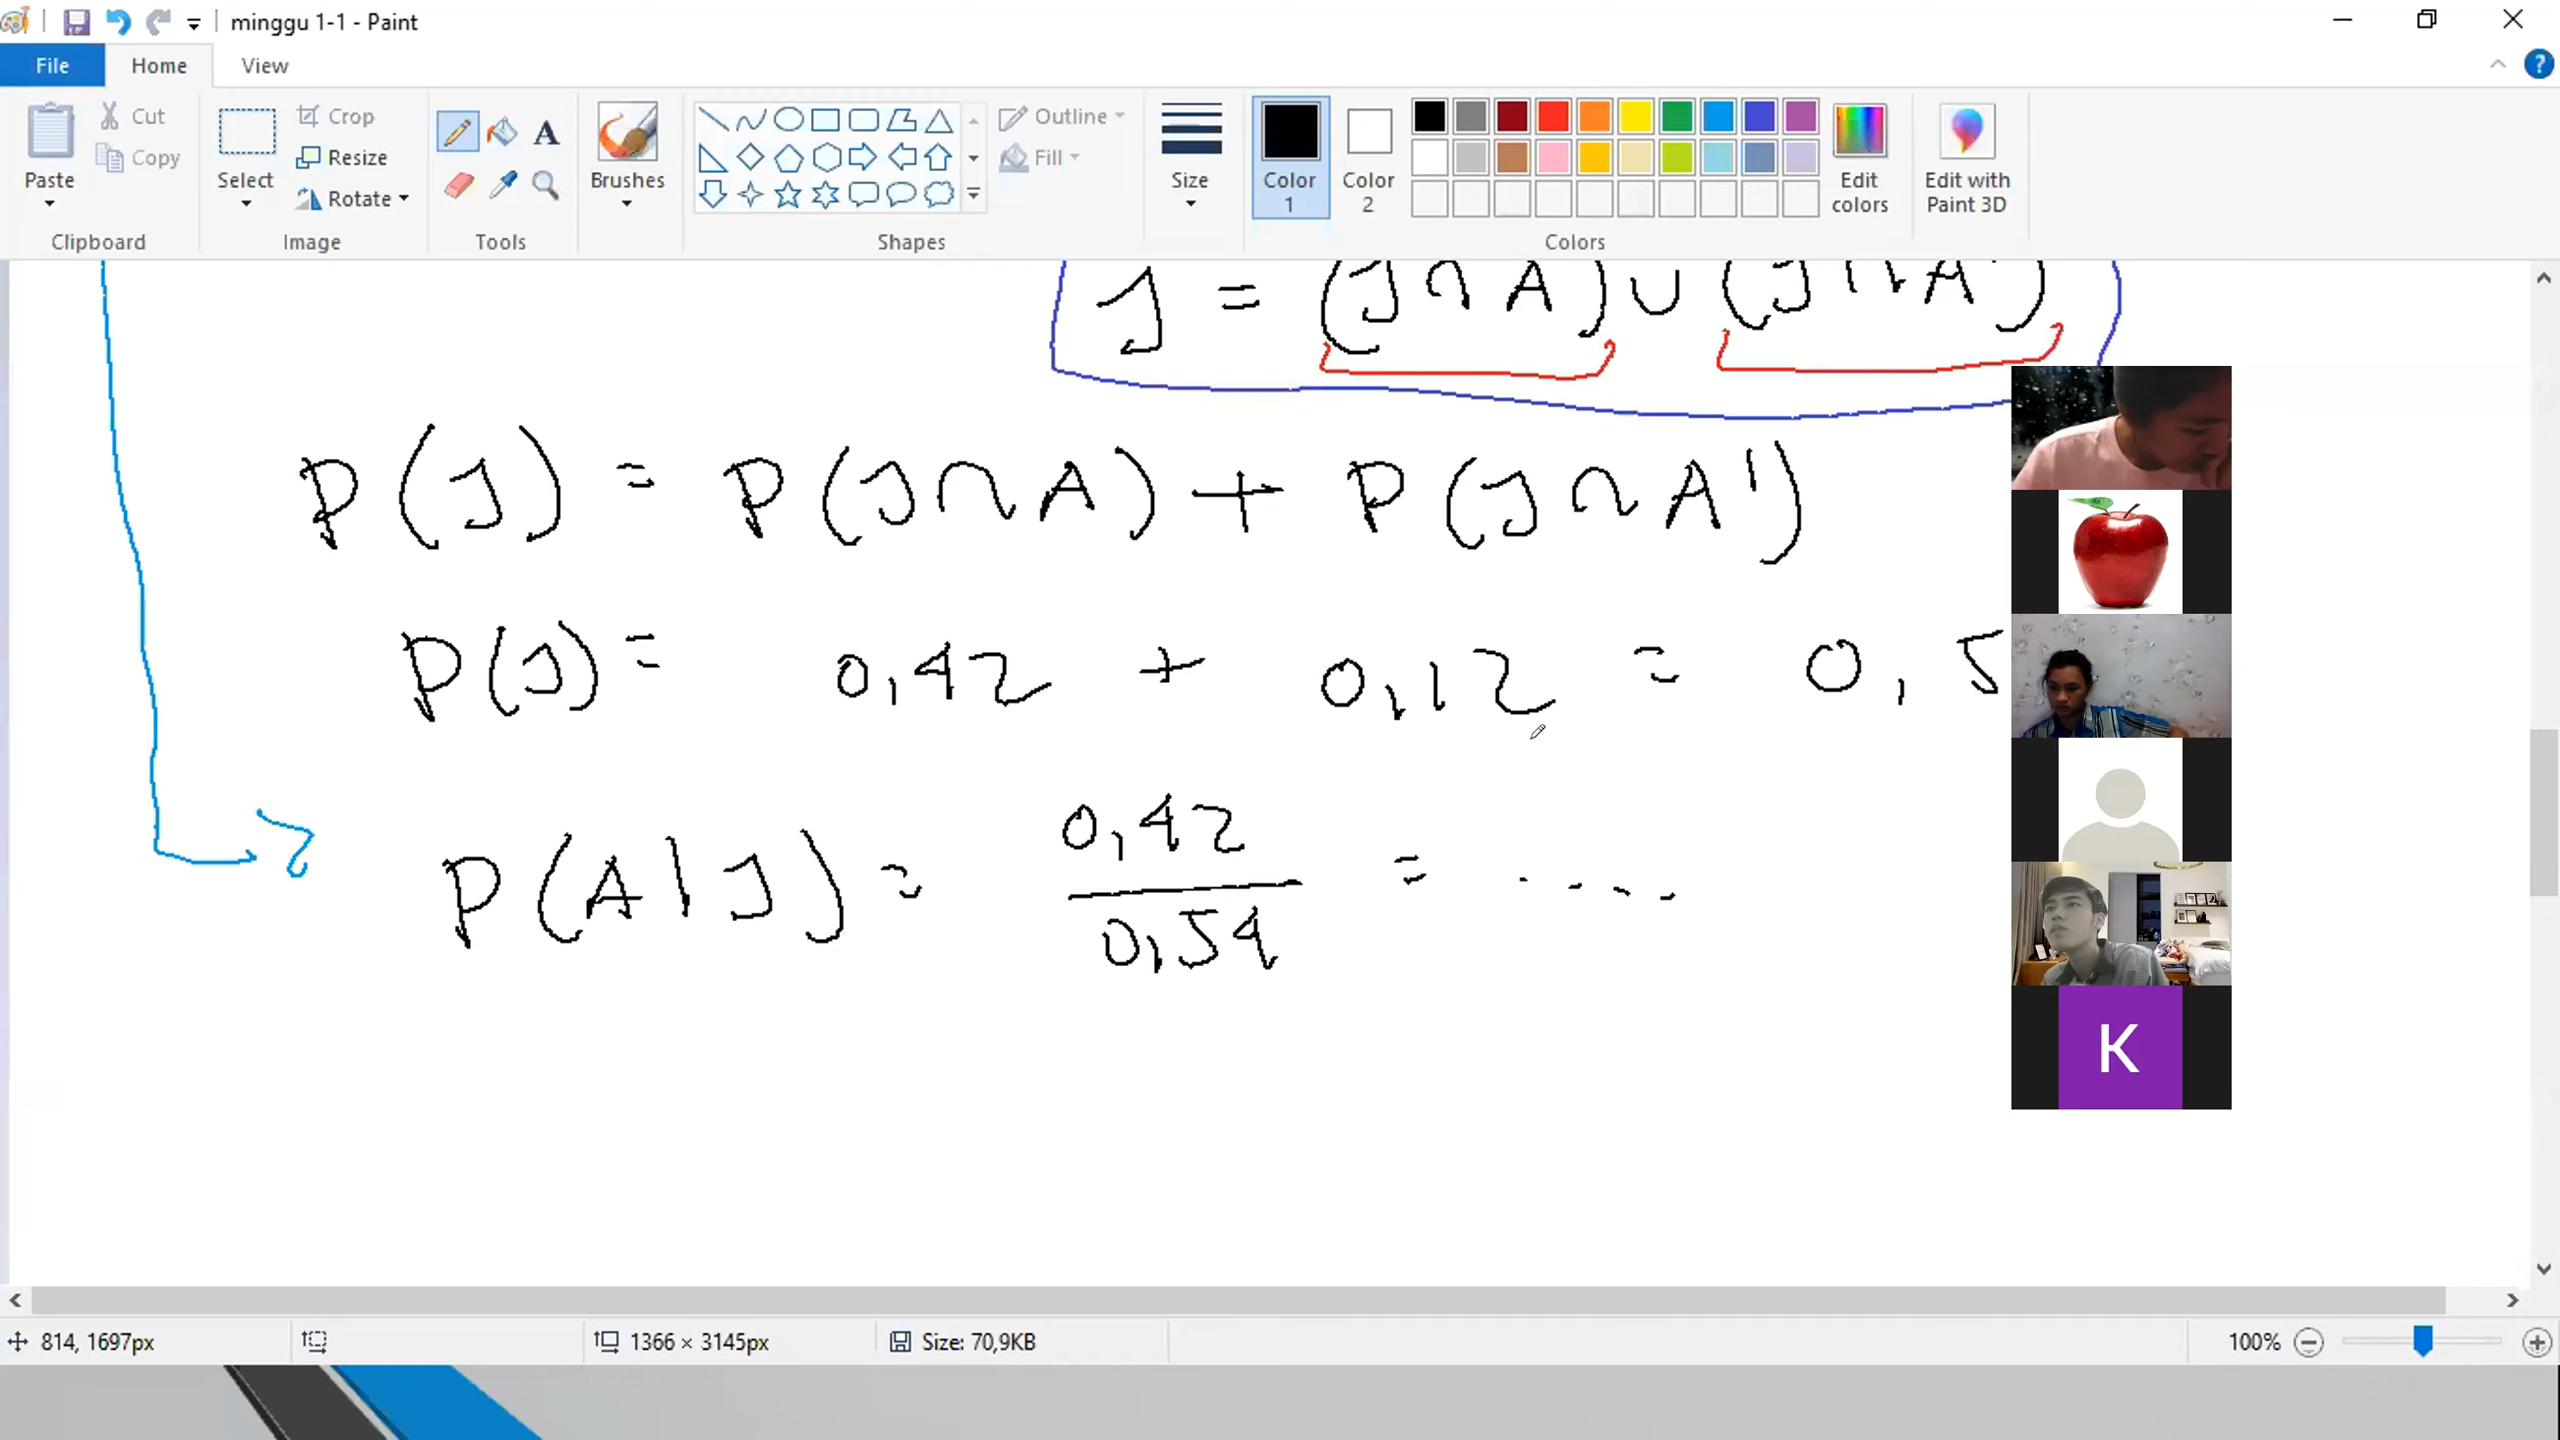 minggu 1-1 - Paint
File Home View
Paste Cut Copy Clipboard
Select Crop Resize Rotate Image
A Tools
Brushes
Shapes Outline Fill
Size
Color 1 Color 2 Edit colors Colors
Edit with Paint 3D
J = (J∩A) ∪ (J∩A')
P(J) = P(J∩A) + P(J∩A')
P(J) = 0,42 + 0,12 = 0,5
P(A|J) = 0,42 / 0,54 = ....
K
814, 1697px 1366 × 3145px Size: 70,9KB 100%